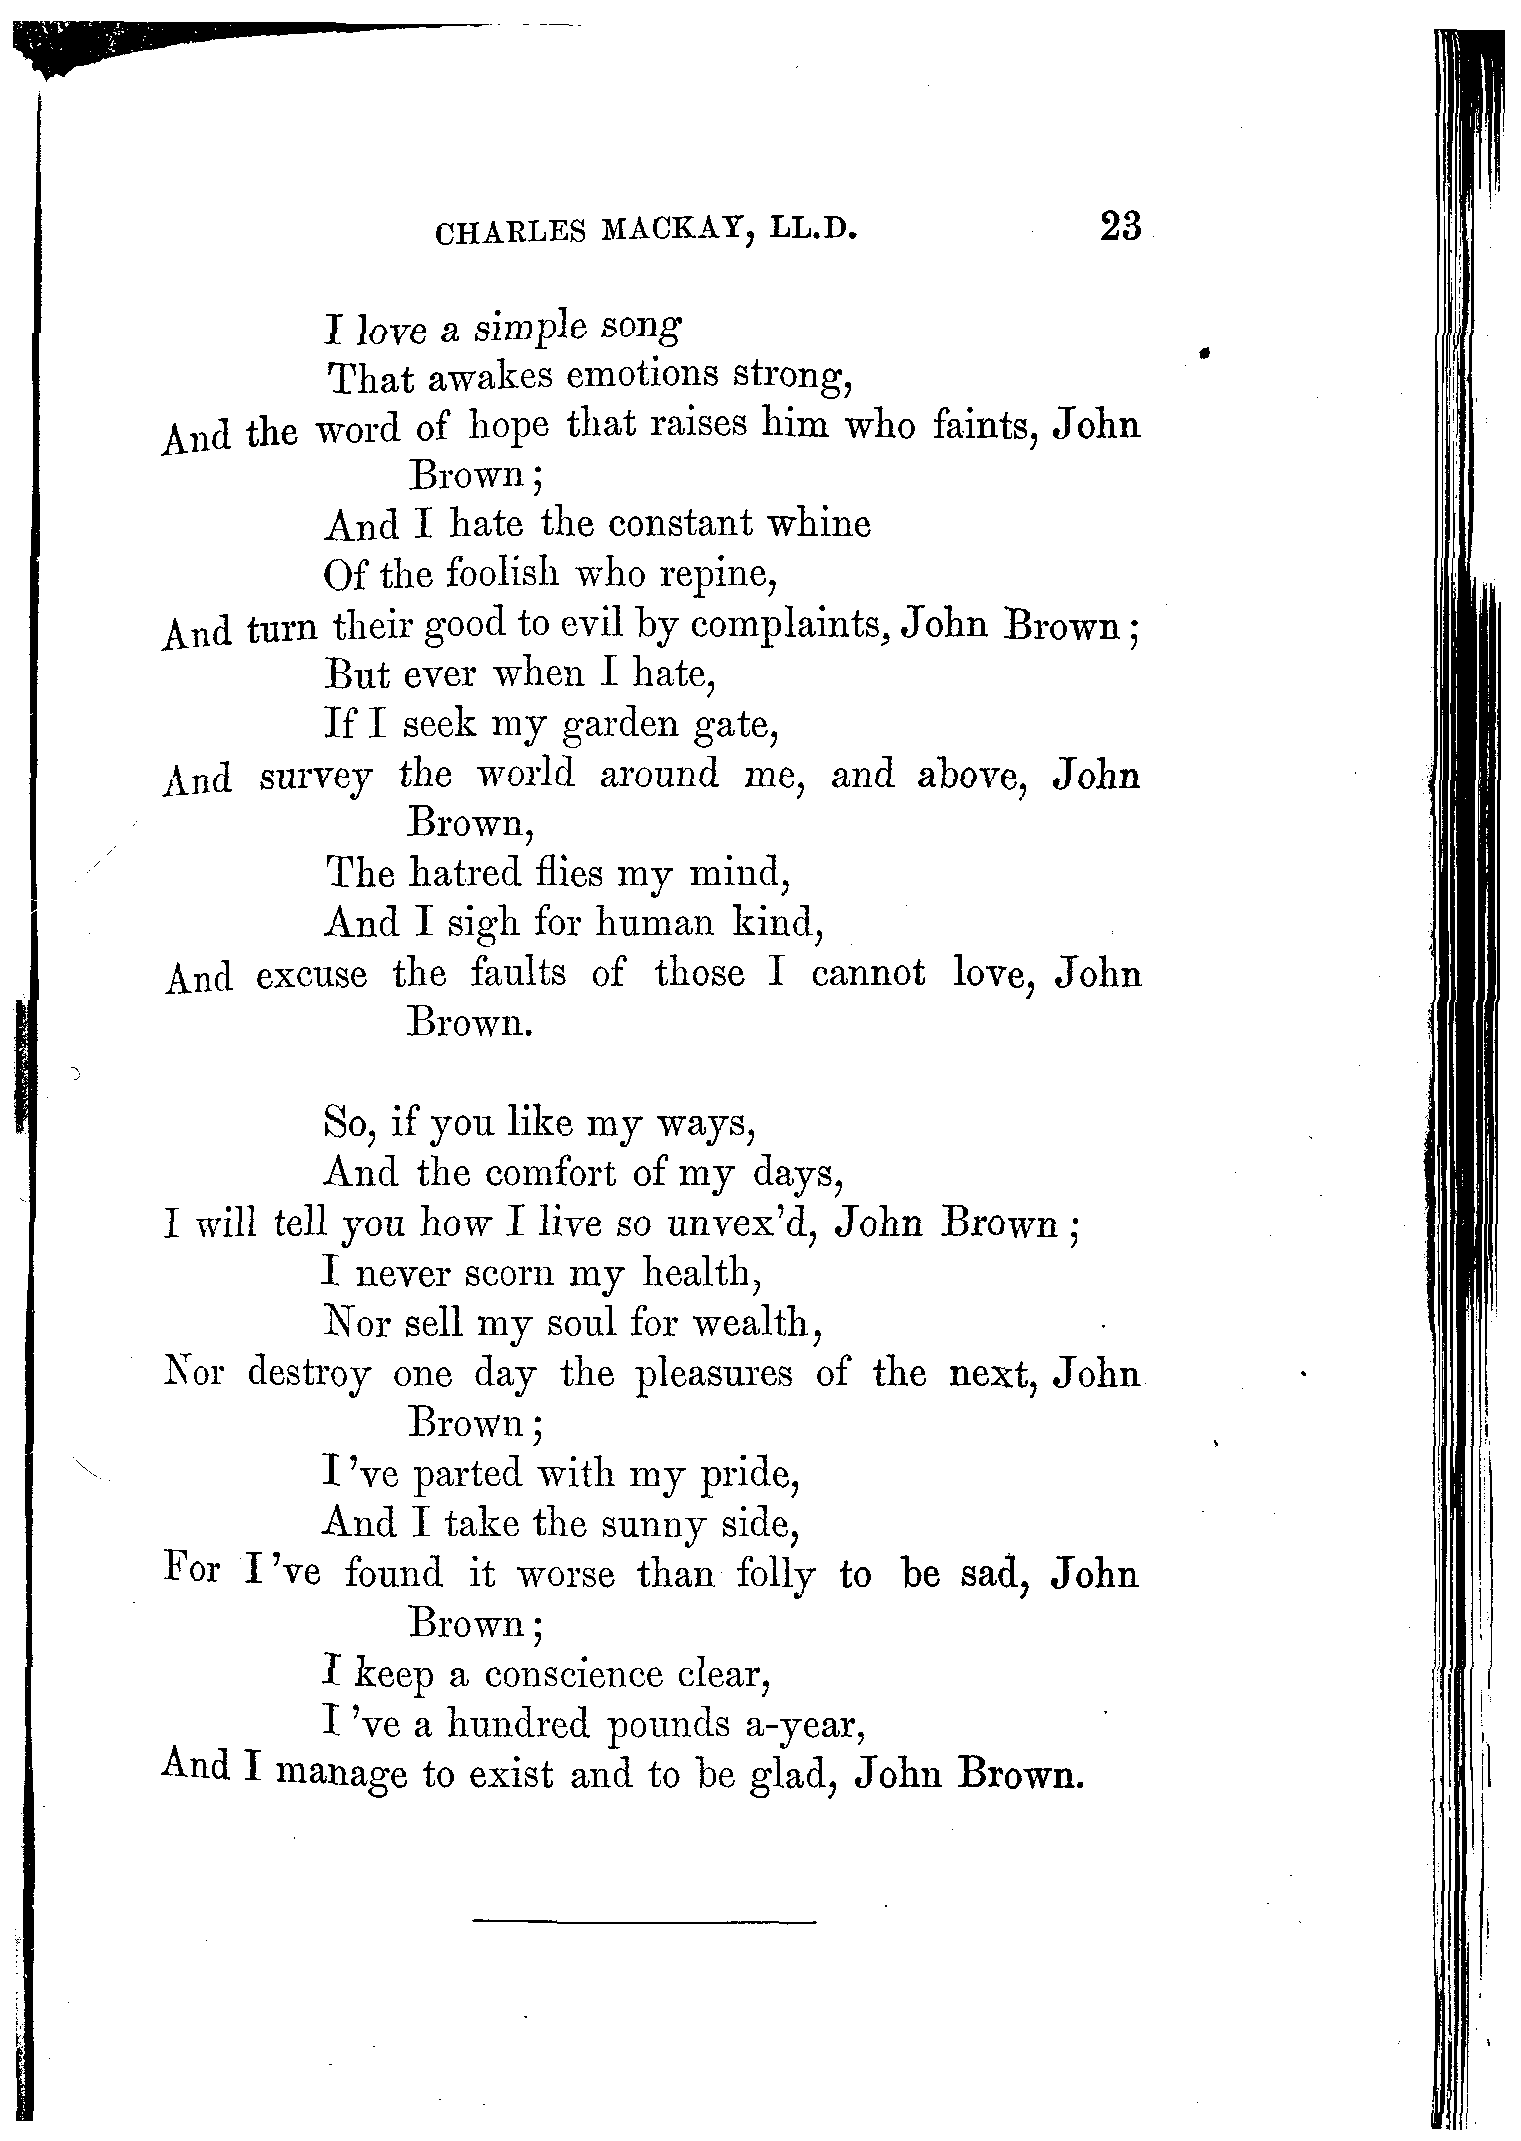 CHARLES MACKAY, LL.D. 23
I love a simple song
That awakes emotions strong,
And the word of hope that raises him who faints, John
Brown;
And I hate the constant whine
Of the foolish who repine,
And turn their good to evil by complaints, John Brown;
But ever when I hate,
If I seek my garden gate,
And survey the world around me, and above, John
Brown,
The hatred flies my mind,
And I sigh for human kind,
And excuse the faults of those I cannot love, John
Brown.
So, if you like my ways,
And the comfort of my days,
I will tell you how I live so unvex'd, John Brown;
I never scorn my health,
Nor sell my soul for wealth,
Nor destroy one day the pleasures of the next, John
Brown;
I've parted with my pride,
And I take the sunny side,
For I've found it worse than folly to be sad, John
Brown;
I keep a conscience clear,
I've a hundred pounds a-year,
And I manage to exist and to be glad, John Brown.